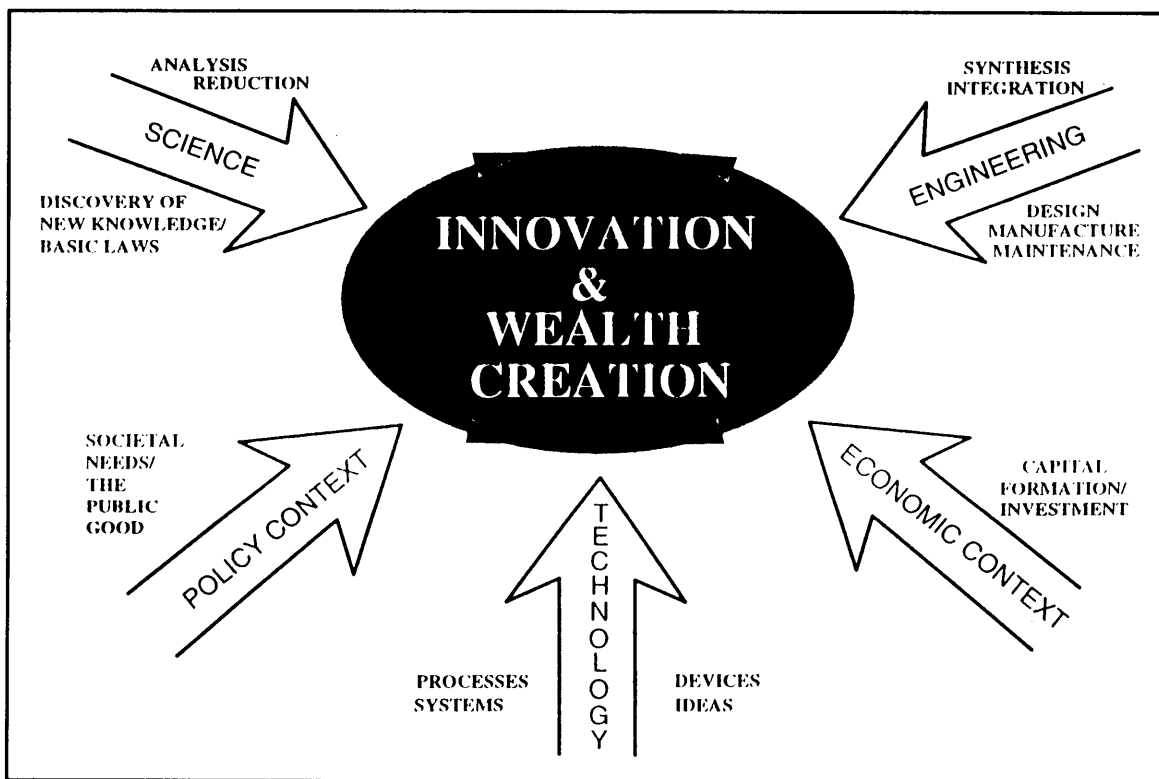 ANALYSIS
REDUCTION
SCIENCE
DISCOVERY OF
NEW KNOWLEDGE/
BASIC LAWS
SYNTHESIS
INTEGRATION
ENGINEERING
DESIGN
MANUFACTURE
MAINTENANCE
INNOVATION
&
WEALTH
CREATION
SOCIETAL
NEEDS/
THE
PUBLIC
GOOD
POLICY CONTEXT
PROCESSES
SYSTEMS
TECHNOLOGY
DEVICES
IDEAS
ECONOMIC CONTEXT
CAPITAL
FORMATION/
INVESTMENT